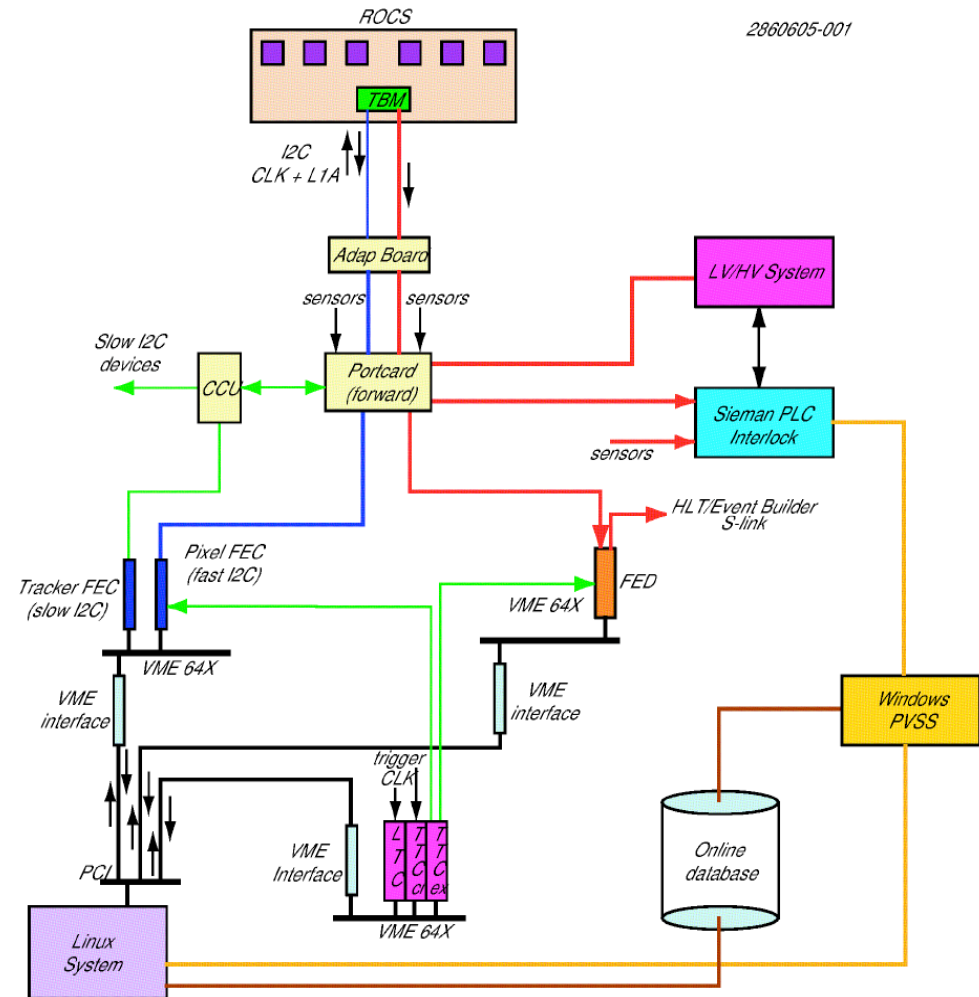 ROCS
2860605-001
TBM
I2C
CLK + L1A
Adap Board
LV/HV System
sensors
sensors
Slow I2C
devices
CCU
Portcard
(forward)
Sieman PLC
Interlock
sensors
HLT/Event Builder
S-link
Pixel FEC
(fast I2C)
Tracker FEC
(slow I2C)
FED
VME 64X
VME 64X
VME
interface
VME
interface
Windows
PVSS
trigger
CLK
LTC
TTCci
TTCex
VME
Interface
Online
database
PCI
VME 64X
Linux
System